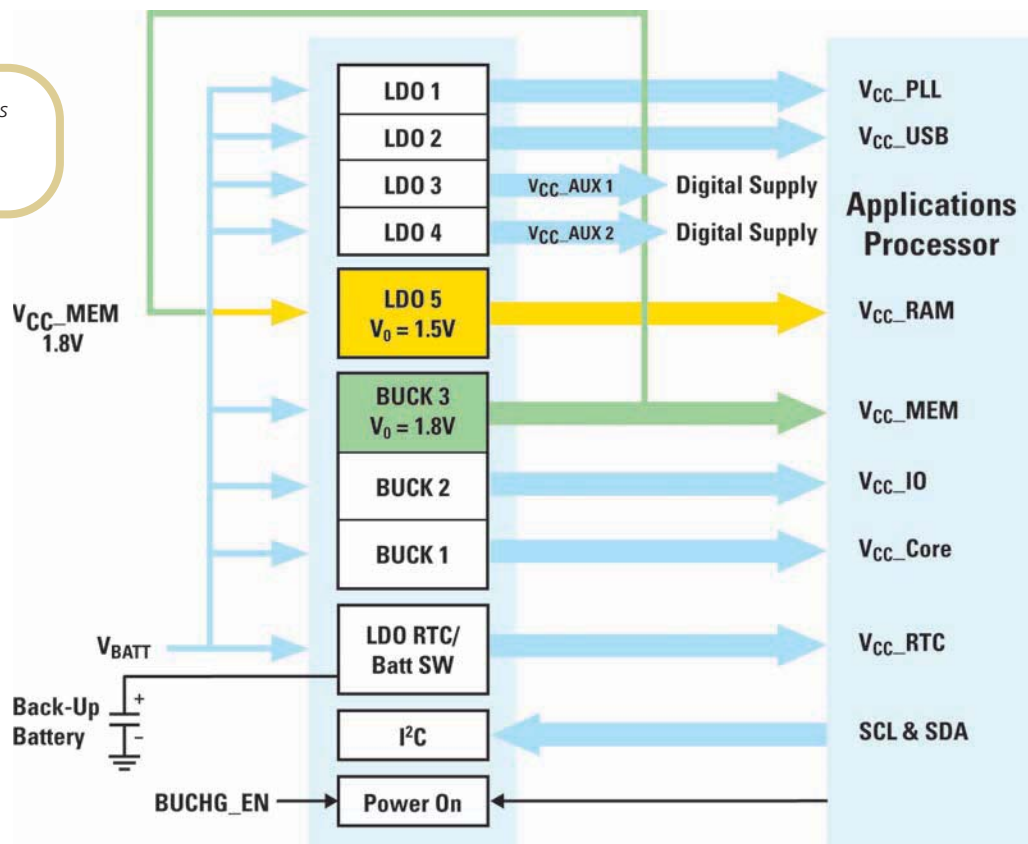 s
LDO 1
VCC_PLL
LDO 2
VCC_USB
LDO 3
VCC_AUX 1
Digital Supply
LDO 4
VCC_AUX 2
Digital Supply
Applications
Processor
VCC_MEM
1.8V
LDO 5
V0 = 1.5V
VCC_RAM
BUCK 3
V0 = 1.8V
VCC_MEM
BUCK 2
VCC_IO
BUCK 1
VCC_Core
VBATT
LDO RTC/
Batt SW
VCC_RTC
Back-Up
Battery
+
–
I²C
SCL & SDA
BUCHG_EN
Power On